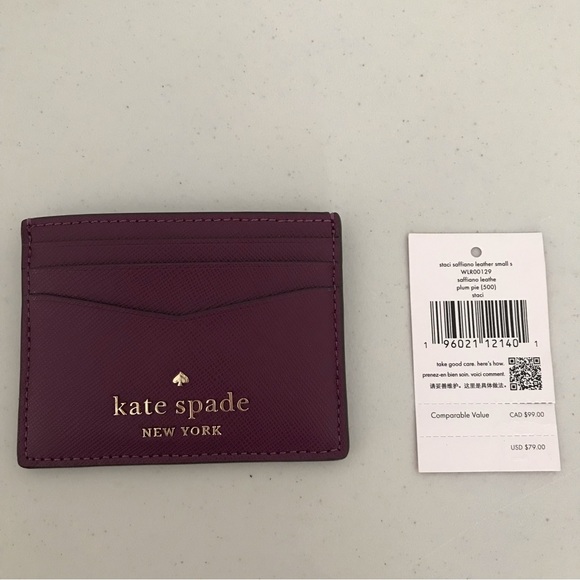 kate spade
NEW YORK
staci saffiano leather small s
WLR00129
saffiano leathe
plum pie (500)
staci
1 96021 12140 1
take good care. here's how.
prenez-en bien soin. voici comment.
请妥善维护。这里是具体做法。
Comparable Value CAD $99.00
USD $79.00